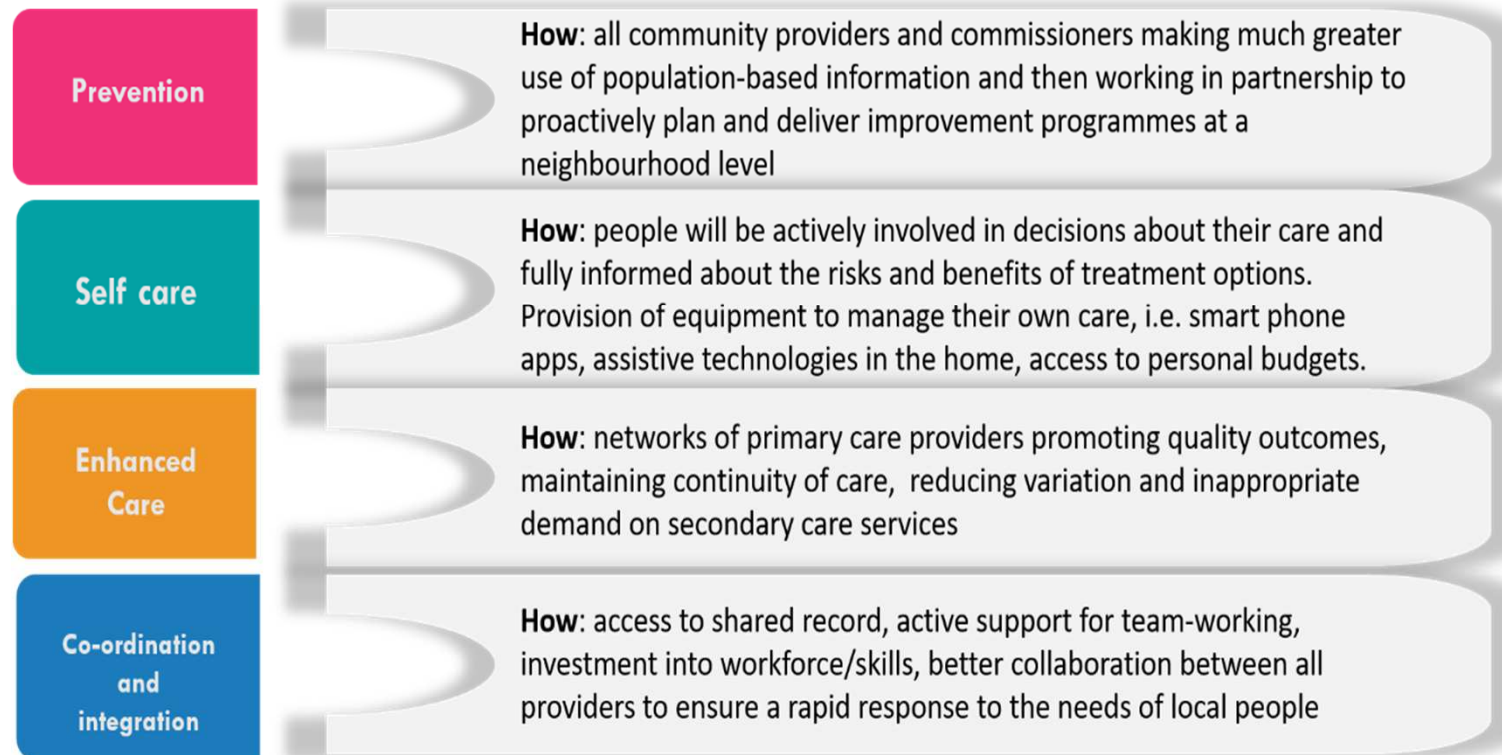 Prevention
How: all community providers and commissioners making much greater
use of population-based information and then working in partnership to
proactively plan and deliver improvement programmes at a
neighbourhood level
Self care
How: people will be actively involved in decisions about their care and
fully informed about the risks and benefits of treatment options.
Provision of equipment to manage their own care, i.e. smart phone
apps, assistive technologies in the home, access to personal budgets.
Enhanced
Care
How: networks of primary care providers promoting quality outcomes,
maintaining continuity of care,  reducing variation and inappropriate
demand on secondary care services
Co-ordination
and
integration
How: access to shared record, active support for team-working,
investment into workforce/skills, better collaboration between all
providers to ensure a rapid response to the needs of local people